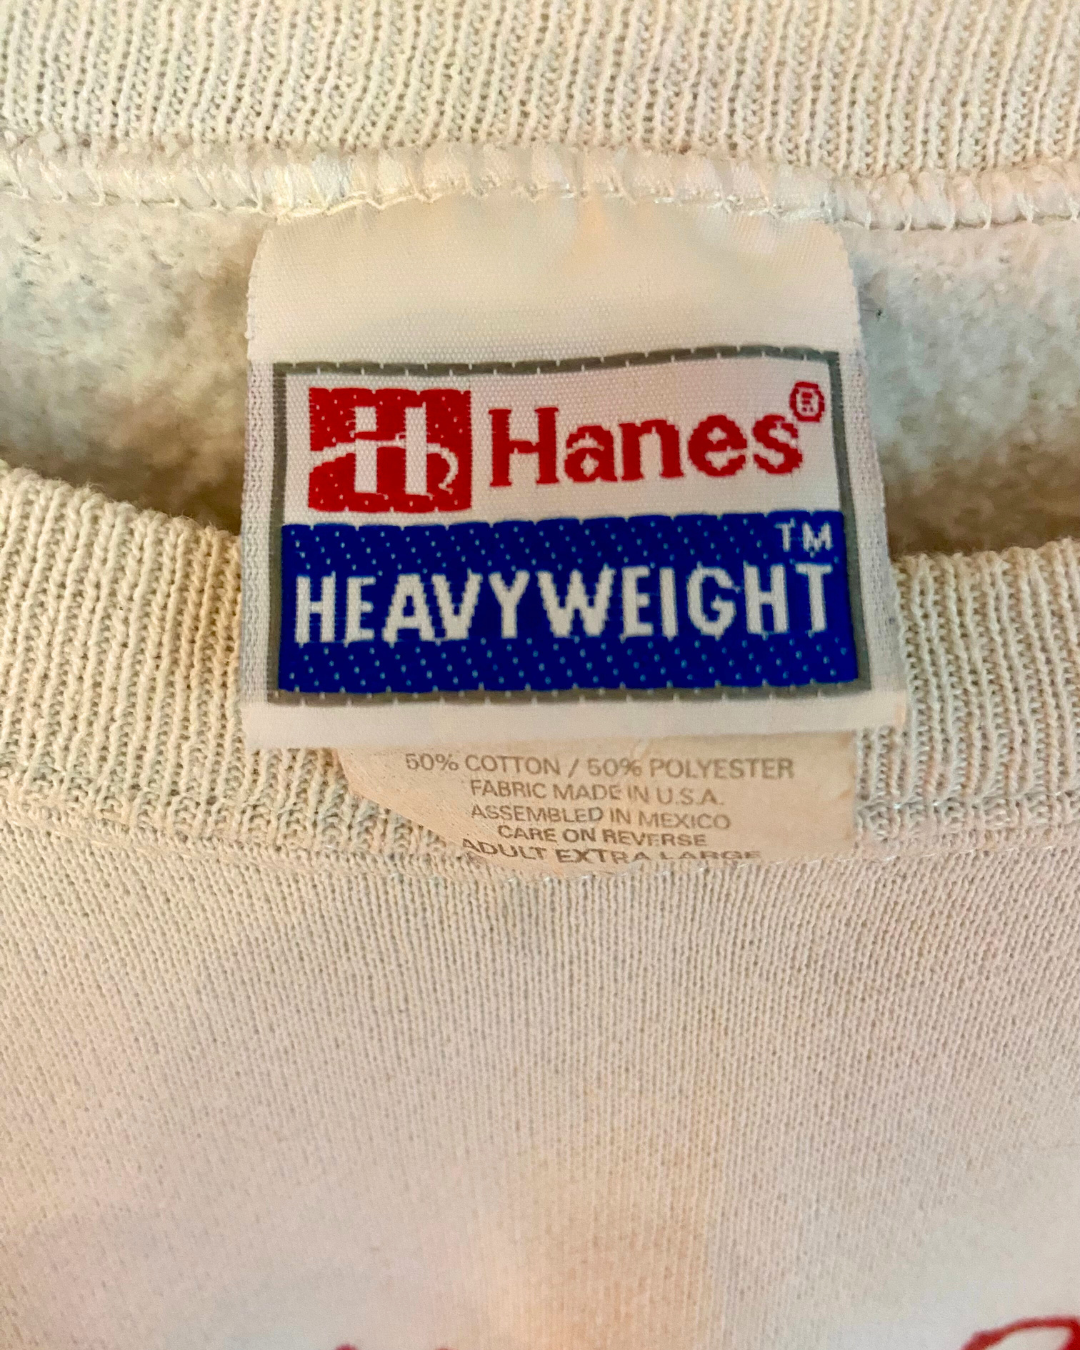 Hanes®
TM
HEAVYWEIGHT
50% COTTON / 50% POLYESTER
FABRIC MADE IN U.S.A.
ASSEMBLED IN MEXICO
CARE ON REVERSE
ADULT EXTRA LARGE